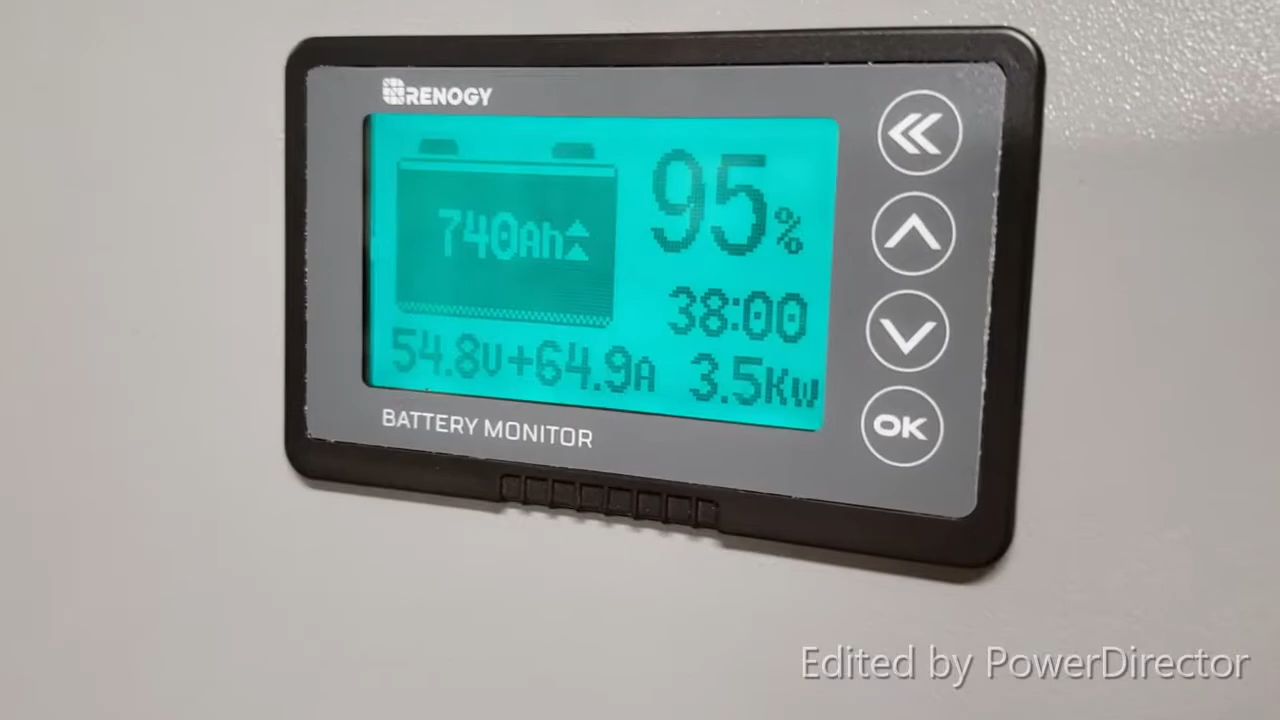 RENOGY
740Ah
95%
38:00
54.8V+64.9A 3.5Kw
OK
BATTERY MONITOR
Edited by PowerDirector